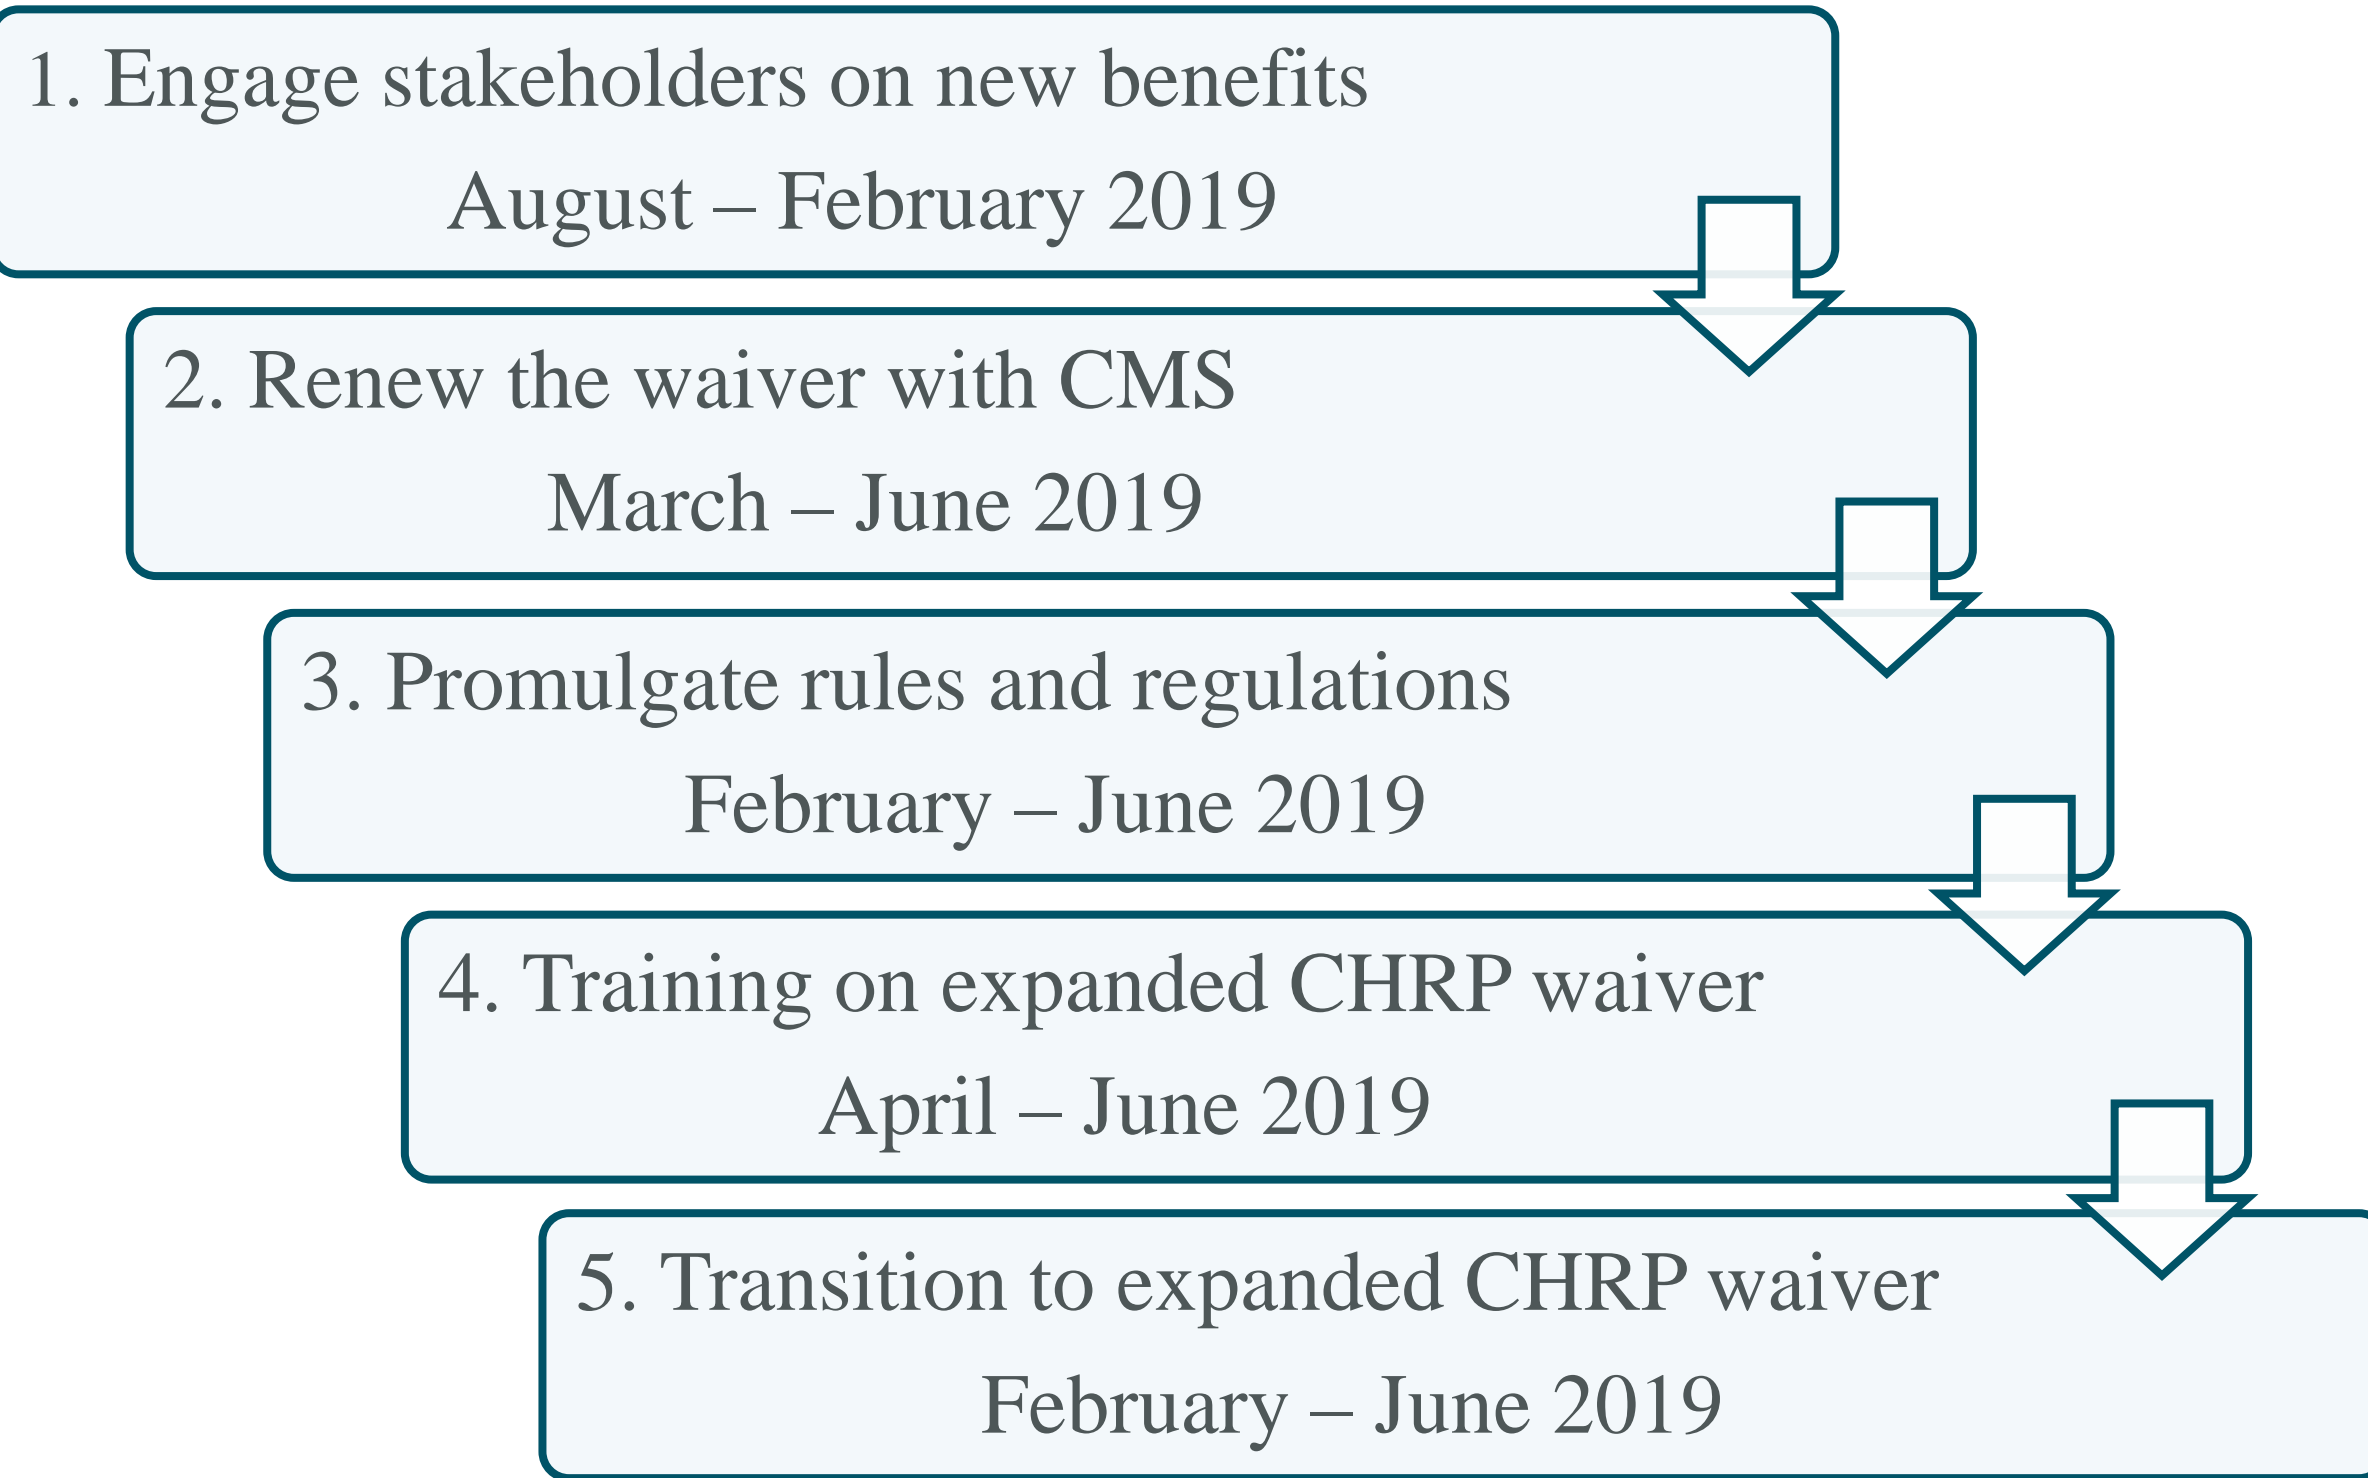 1. Engage stakeholders on new benefits
August – February 2019
2. Renew the waiver with CMS
March – June 2019
3. Promulgate rules and regulations
February – June 2019
4. Training on expanded CHRP waiver
April – June 2019
5. Transition to expanded CHRP waiver
February – June 2019